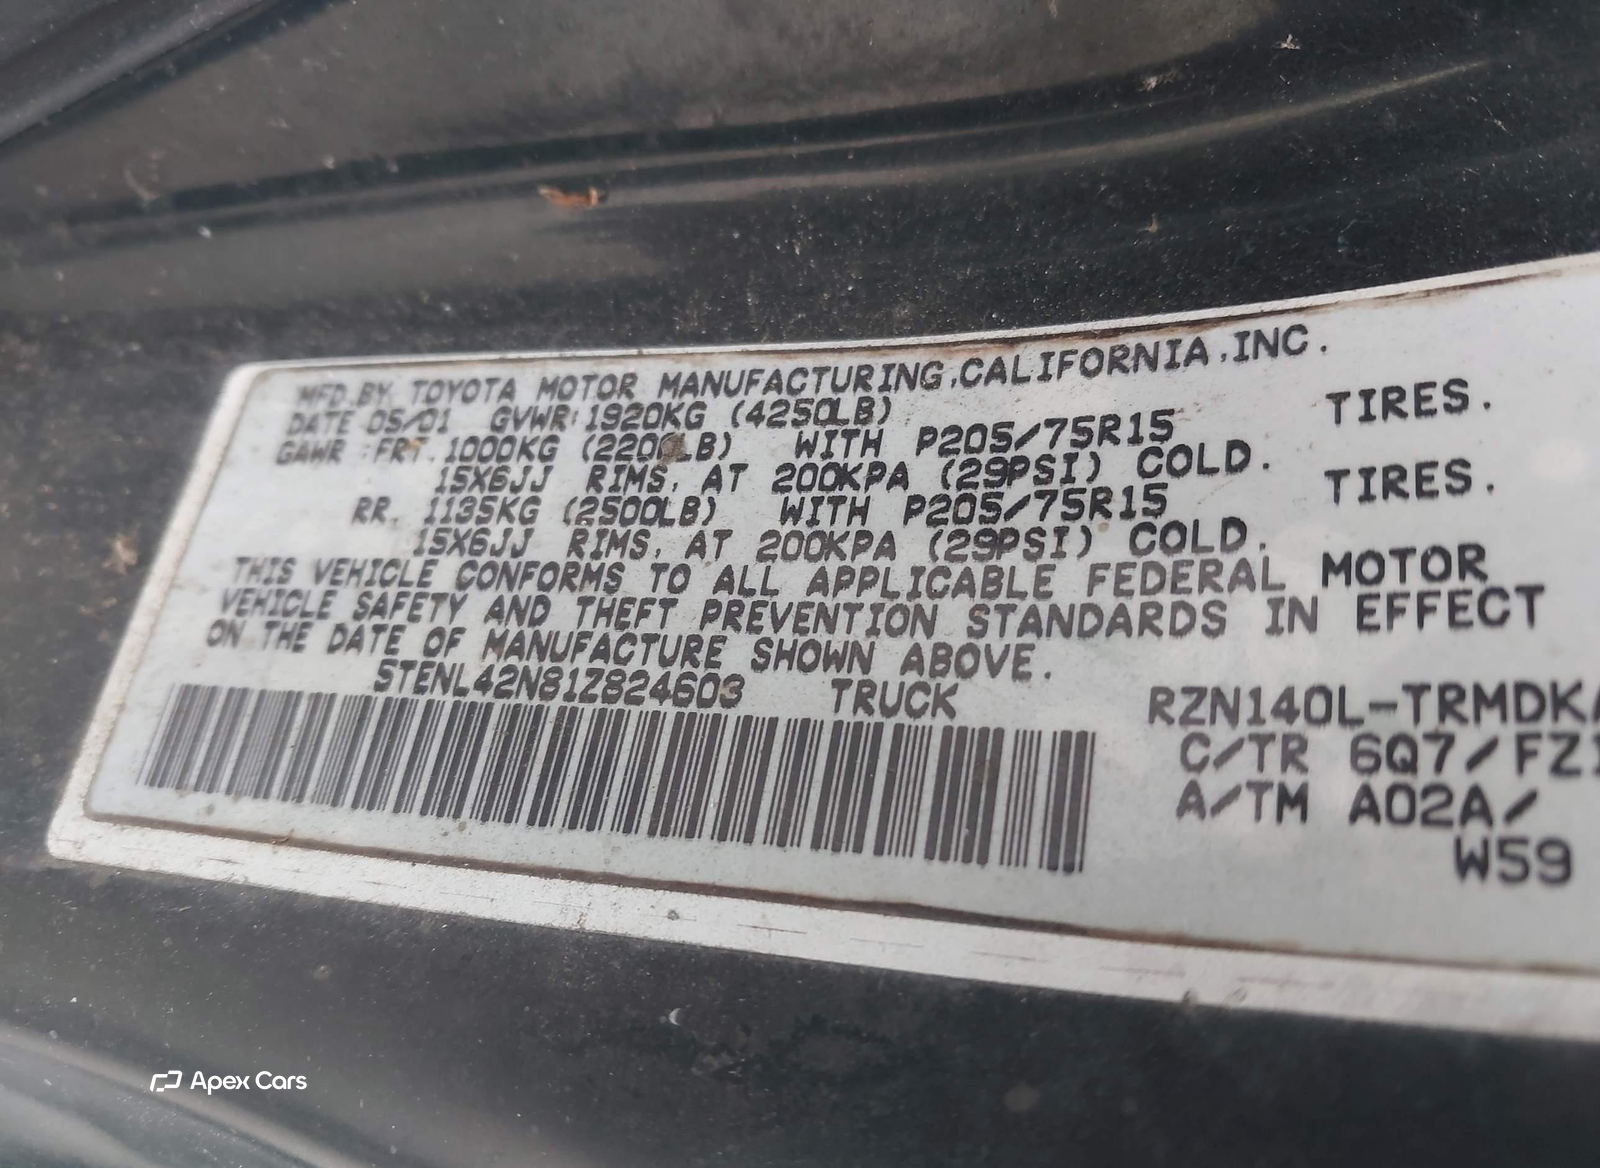 MFD.BY TOYOTA MOTOR MANUFACTURING,CALIFORNIA,INC.
DATE 05/01 GVWR 1920KG (4250LB)
GAWR FRT. 1000KG (2200LB) WITH P205/75R15 TIRES.
15X6JJ RIMS, AT 200KPA (29PSI) COLD.
RR. 1135KG (2500LB) WITH P205/75R15 TIRES.
15X6JJ RIMS, AT 200KPA (29PSI) COLD.
THIS VEHICLE CONFORMS TO ALL APPLICABLE FEDERAL MOTOR
VEHICLE SAFETY AND THEFT PREVENTION STANDARDS IN EFFECT
ON THE DATE OF MANUFACTURE SHOWN ABOVE.
5TENL42N81Z824603 TRUCK RZN140L-TRMDKA
C/TR 6Q7/FZ1
A/TM A02A/
W59
Apex Cars